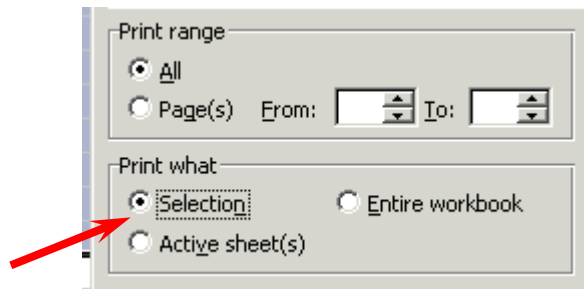 Print range
All
Page(s) From: To:
Print what
Selection Entire workbook
Active sheet(s)